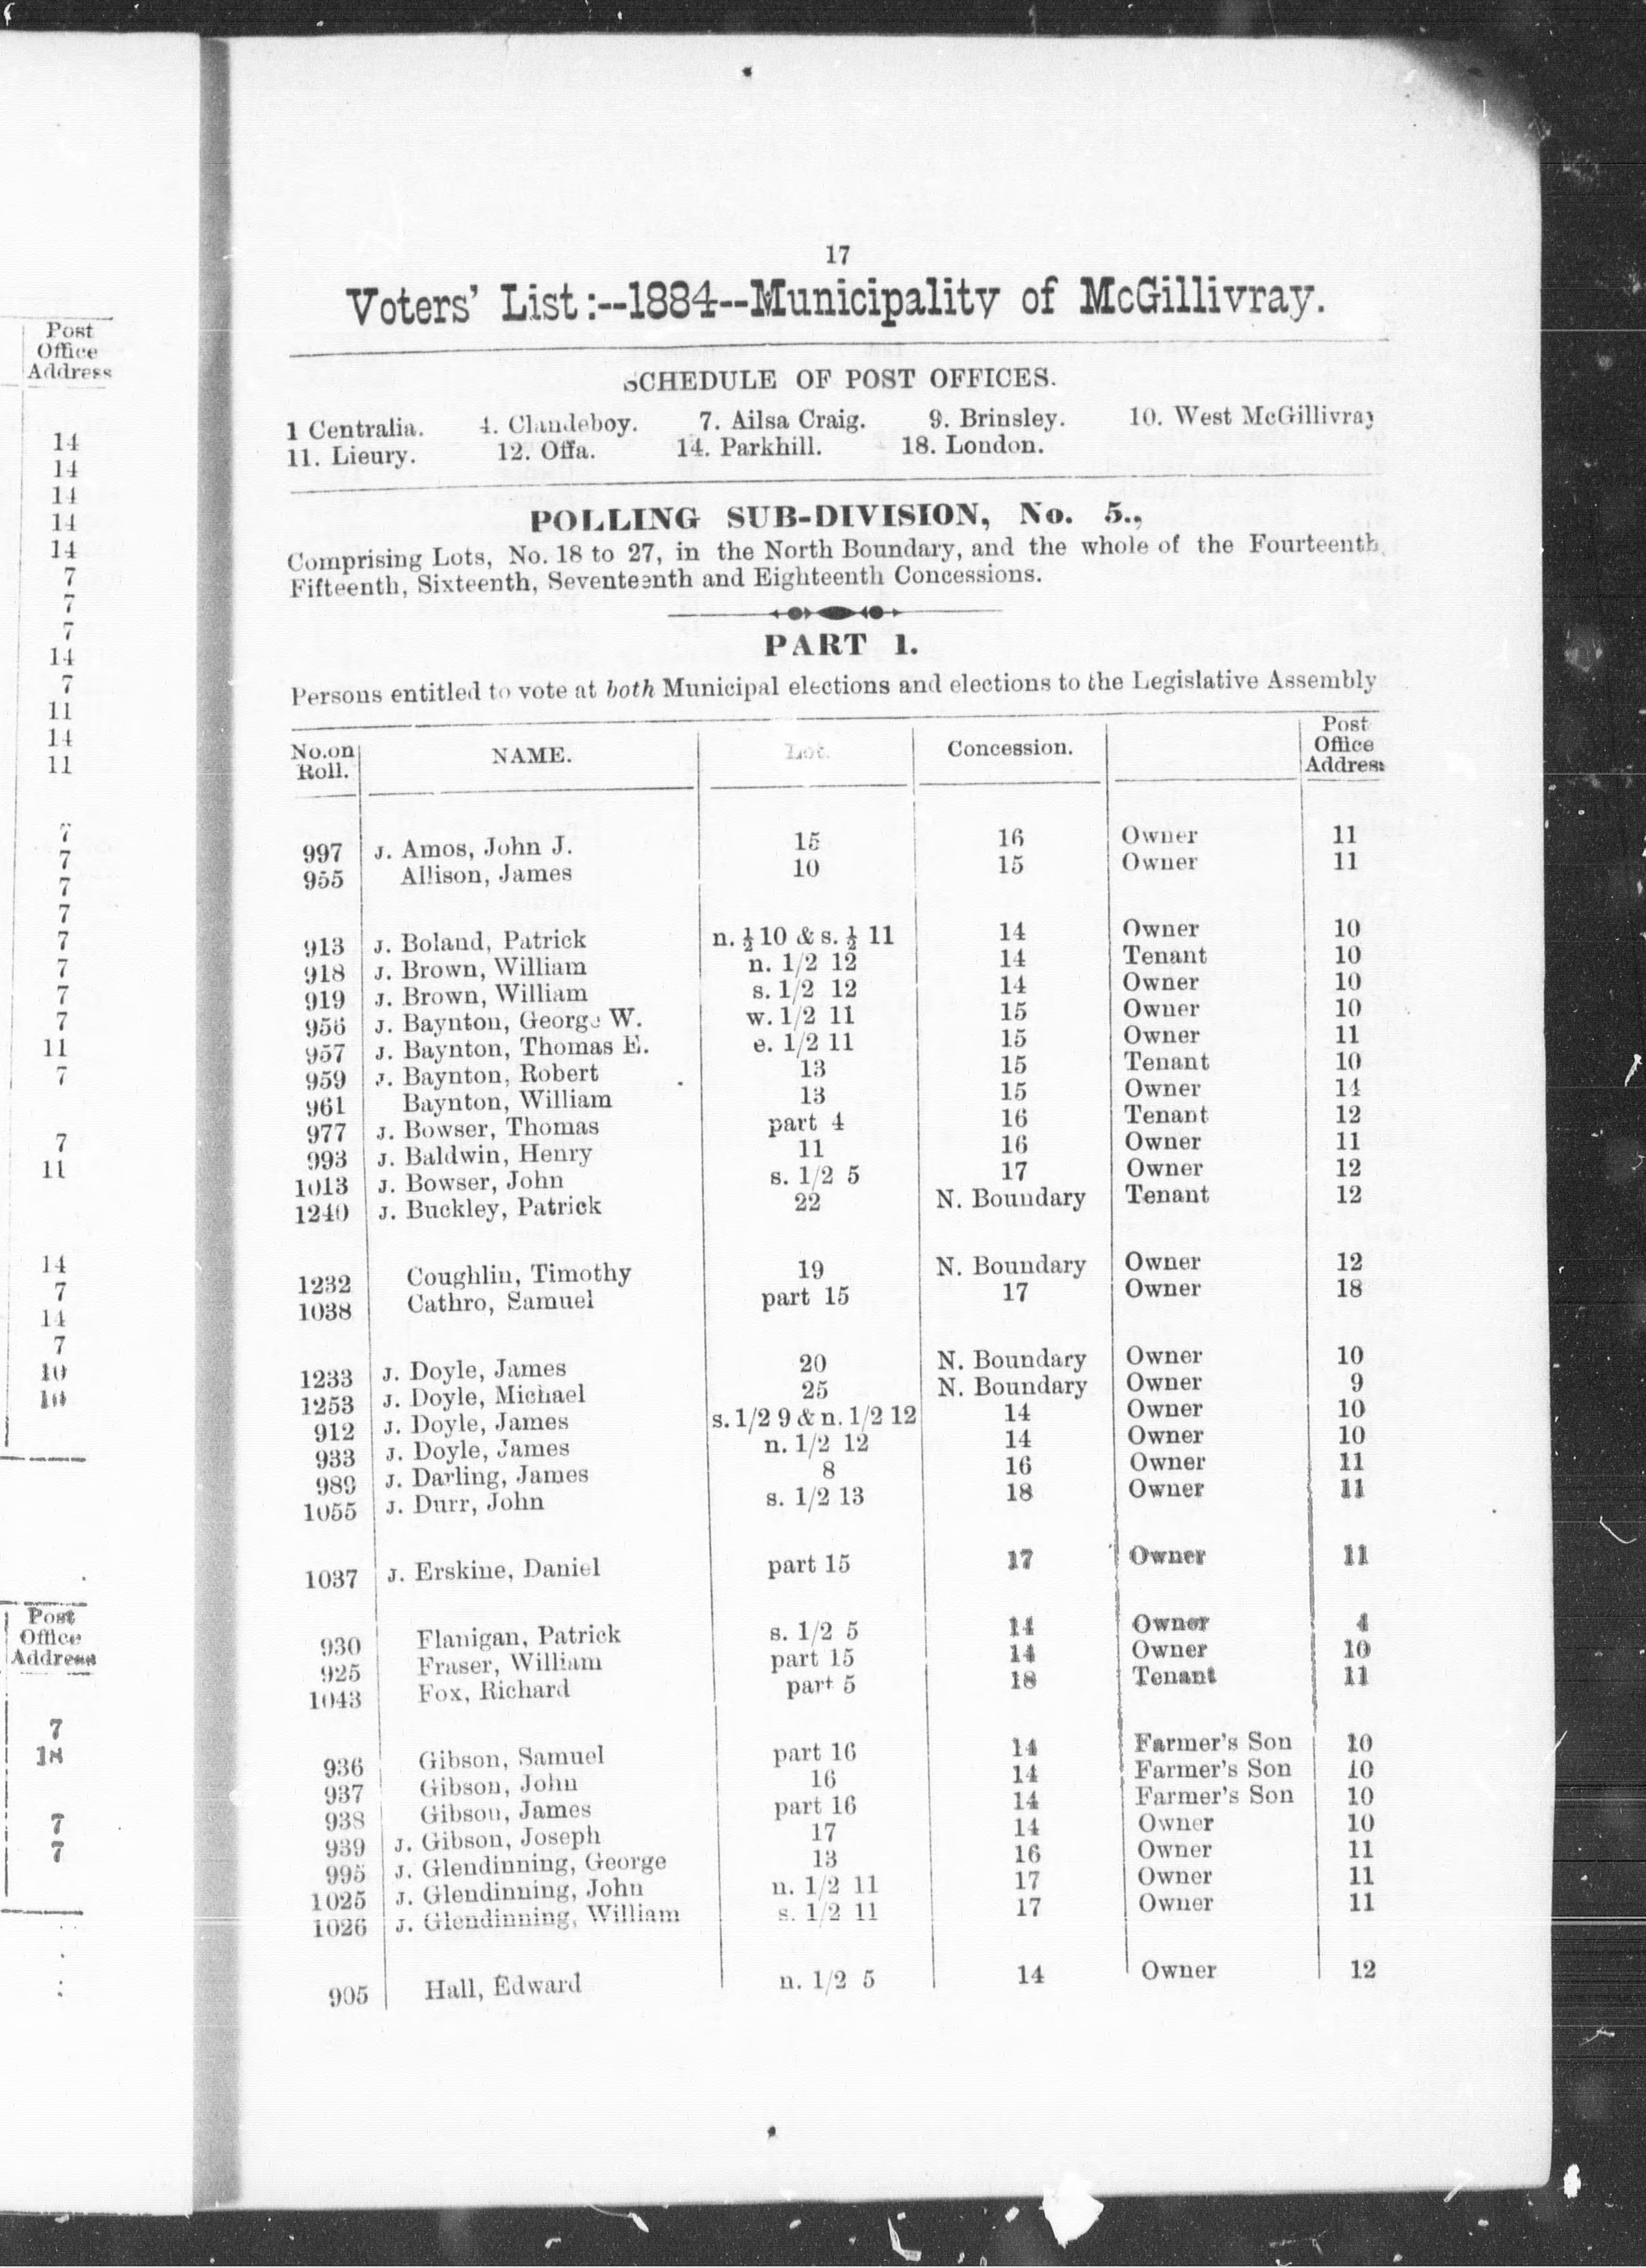 Post
Office
Address
14
14
14
14
14
7
7
7
14
7
11
14
11
7
7
7
7
7
7
7
7
11
7
7
11
14
7
14
7
10
10
Post
Office
Address
7
18
7
7
17
Voters' List:--1884--Municipality of McGillivray.
SCHEDULE OF POST OFFICES.
1 Centralia. 4. Clandeboy. 7. Ailsa Craig. 9. Brinsley. 10. West McGillivray
11. Lieury. 12. Offa. 14. Parkhill. 18. London.
POLLING SUB-DIVISION, No. 5.,
Comprising Lots, No. 18 to 27, in the North Boundary, and the whole of the Fourteenth,
Fifteenth, Sixteenth, Seventeenth and Eighteenth Concessions.
PART 1.
Persons entitled to vote at both Municipal elections and elections to the Legislative Assembly
No. on Roll. NAME. Lot. Concession. Post Office Address
997 J. Amos, John J. 15 16 Owner 11
955 Allison, James 10 15 Owner 11
913 J. Boland, Patrick n. ½ 10 & s. ½ 11 14 Owner 10
918 J. Brown, William n. 1/2 12 14 Tenant 10
919 J. Brown, William s. 1/2 12 14 Owner 10
956 J. Baynton, George W. w. 1/2 11 15 Owner 10
957 J. Baynton, Thomas E. e. 1/2 11 15 Owner 11
959 J. Baynton, Robert 13 15 Tenant 10
961 Baynton, William 13 15 Owner 14
977 J. Bowser, Thomas part 4 16 Tenant 12
993 J. Baldwin, Henry 11 16 Owner 11
1013 J. Bowser, John s. 1/2 5 17 Owner 12
1240 J. Buckley, Patrick 22 N. Boundary Tenant 12
1232 Coughlin, Timothy 19 N. Boundary Owner 12
1038 Cathro, Samuel part 15 17 Owner 18
1233 J. Doyle, James 20 N. Boundary Owner 10
1253 J. Doyle, Michael 25 N. Boundary Owner 9
912 J. Doyle, James s. 1/2 9 & n. 1/2 12 14 Owner 10
933 J. Doyle, James n. 1/2 12 14 Owner 10
989 J. Darling, James 8 16 Owner 11
1055 J. Durr, John s. 1/2 13 18 Owner 11
1037 J. Erskine, Daniel part 15 17 Owner 11
930 Flanigan, Patrick s. 1/2 5 14 Owner 4
925 Fraser, William part 15 14 Owner 10
1043 Fox, Richard part 5 18 Tenant 11
936 Gibson, Samuel part 16 14 Farmer's Son 10
937 Gibson, John 16 14 Farmer's Son 10
938 Gibson, James part 16 14 Farmer's Son 10
939 J. Gibson, Joseph 17 14 Owner 10
995 J. Glendinning, George 13 16 Owner 11
1025 J. Glendinning, John n. 1/2 11 17 Owner 11
1026 J. Glendinning, William s. 1/2 11 17 Owner 11
905 Hall, Edward n. 1/2 5 14 Owner 12